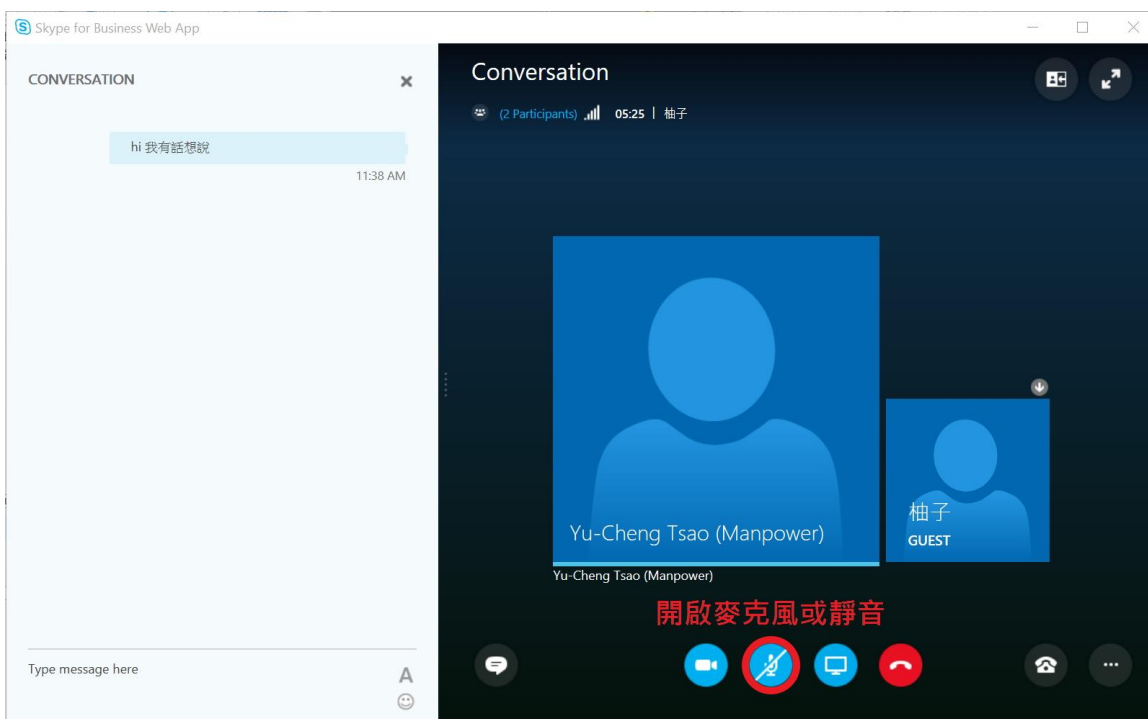 Skype for Business Web App
CONVERSATION
hi 我有話想說
11:38 AM
Type message here
A
Conversation
(2 Participants) 05:25 | 柚子
Yu-Cheng Tsao (Manpower)
Yu-Cheng Tsao (Manpower)
柚子
GUEST
開啟麥克風或靜音